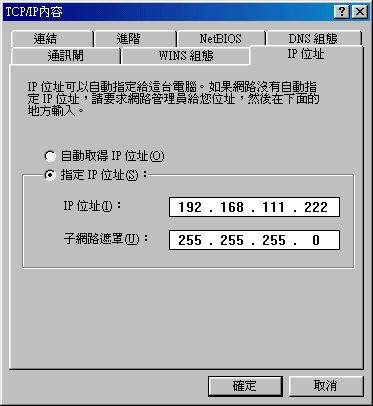 TCP/IP內容
連結
進階
NetBIOS
DNS 組態
通訊閘
WINS 組態
IP 位址
IP 位址可以自動指定給這台電腦。如果網路沒有自動指
定 IP 位址，請要求網路管理員給您位址，然後在下面的
地方輸入。
自動取得 IP 位址(O)
指定 IP 位址(S)：
IP 位址(I)： 192 . 168 . 111 . 222
子網路遮罩(U)： 255 . 255 . 255 . 0
確定
取消